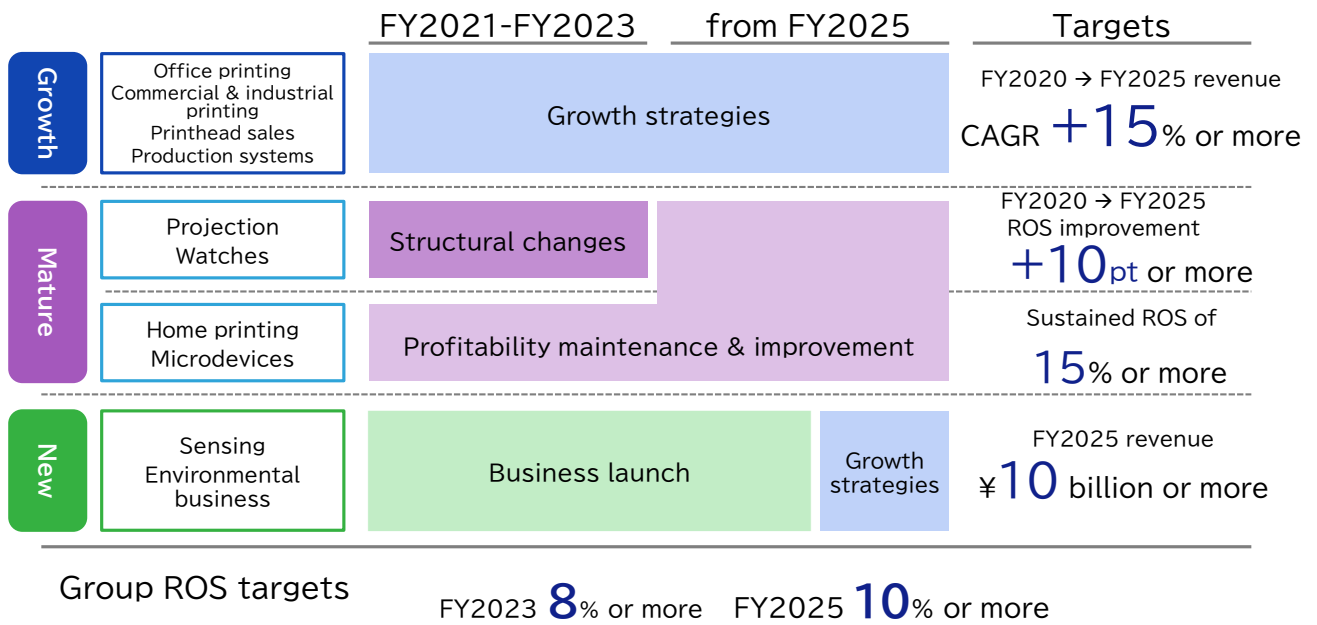 FY2021-FY2023
from FY2025
Targets
Growth
Office printing
Commercial & industrial
printing
Printhead sales
Production systems
Growth strategies
FY2020 → FY2025 revenue
CAGR +15% or more
Mature
Projection
Watches
Structural changes
FY2020 → FY2025
ROS improvement
+10pt or more
Home printing
Microdevices
Profitability maintenance & improvement
Sustained ROS of
15% or more
New
Sensing
Environmental
business
Business launch
Growth
strategies
FY2025 revenue
¥10 billion or more
Group ROS targets
FY2023 8% or more
FY2025 10% or more